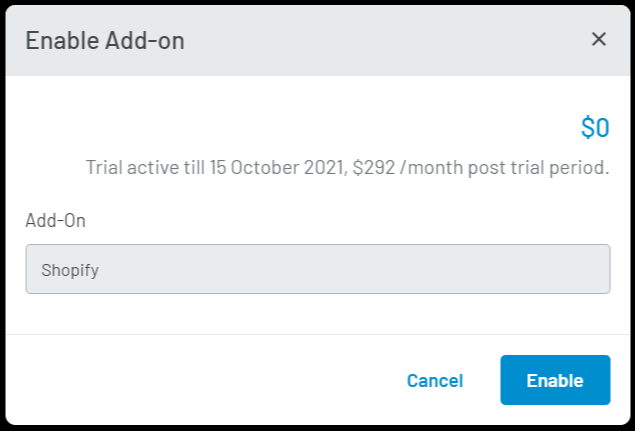 Enable Add-on
$0
Trial active till 15 October 2021, $292 /month post trial period.
Add-On
Shopify
Cancel
Enable